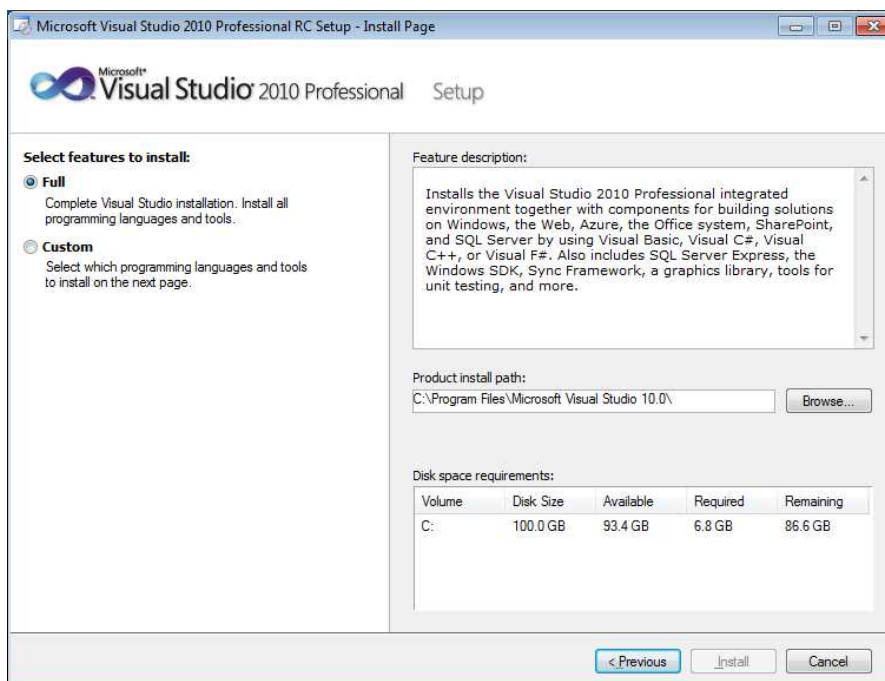 Microsoft Visual Studio 2010 Professional RC Setup - Install Page
Microsoft®
Visual Studio® 2010 Professional Setup
Select features to install:
Full
Complete Visual Studio installation. Install all
programming languages and tools.
Custom
Select which programming languages and tools
to install on the next page.
Feature description:
Installs the Visual Studio 2010 Professional integrated
environment together with components for building solutions
on Windows, the Web, Azure, the Office system, SharePoint,
and SQL Server by using Visual Basic, Visual C#, Visual
C++, or Visual F#. Also includes SQL Server Express, the
Windows SDK, Sync Framework, a graphics library, tools for
unit testing, and more.
Product install path:
C:\Program Files\Microsoft Visual Studio 10.0\
Browse...
Disk space requirements:
Volume Disk Size Available Required Remaining
C: 100.0 GB 93.4 GB 6.8 GB 86.6 GB
< Previous Install Cancel